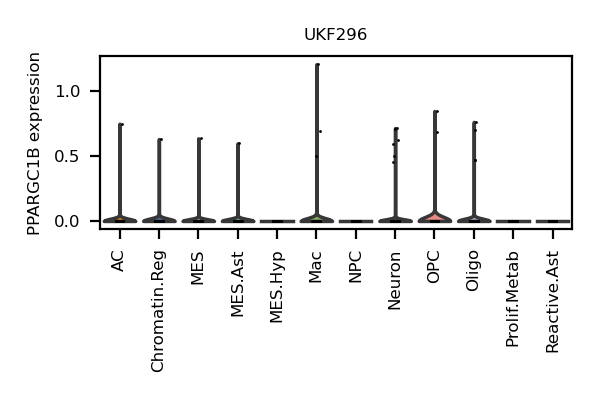 UKF296
PPARGC1B expression
1.0
0.5
0.0
AC
Chromatin.Reg
MES
MES.Ast
MES.Hyp
Mac
NPC
Neuron
OPC
Oligo
Prolif.Metab
Reactive.Ast